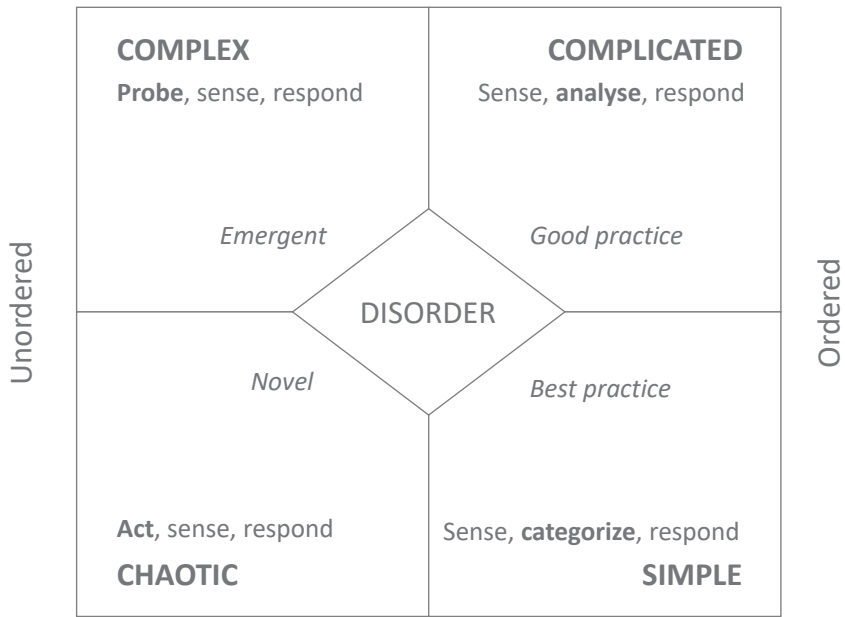 COMPLEX
Probe, sense, respond
Emergent
COMPLICATED
Sense, analyse, respond
Good practice
Unordered
DISORDER
Ordered
Novel
Act, sense, respond
CHAOTIC
Best practice
Sense, categorize, respond
SIMPLE